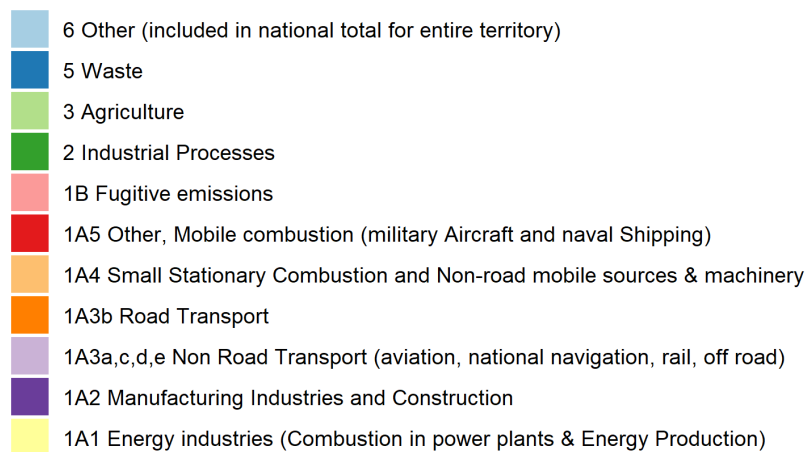 6 Other (included in national total for entire territory)
5 Waste
3 Agriculture
2 Industrial Processes
1B Fugitive emissions
1A5 Other, Mobile combustion (military Aircraft and naval Shipping)
1A4 Small Stationary Combustion and Non-road mobile sources & machinery
1A3b Road Transport
1A3a,c,d,e Non Road Transport (aviation, national navigation, rail, off road)
1A2 Manufacturing Industries and Construction
1A1 Energy industries (Combustion in power plants & Energy Production)